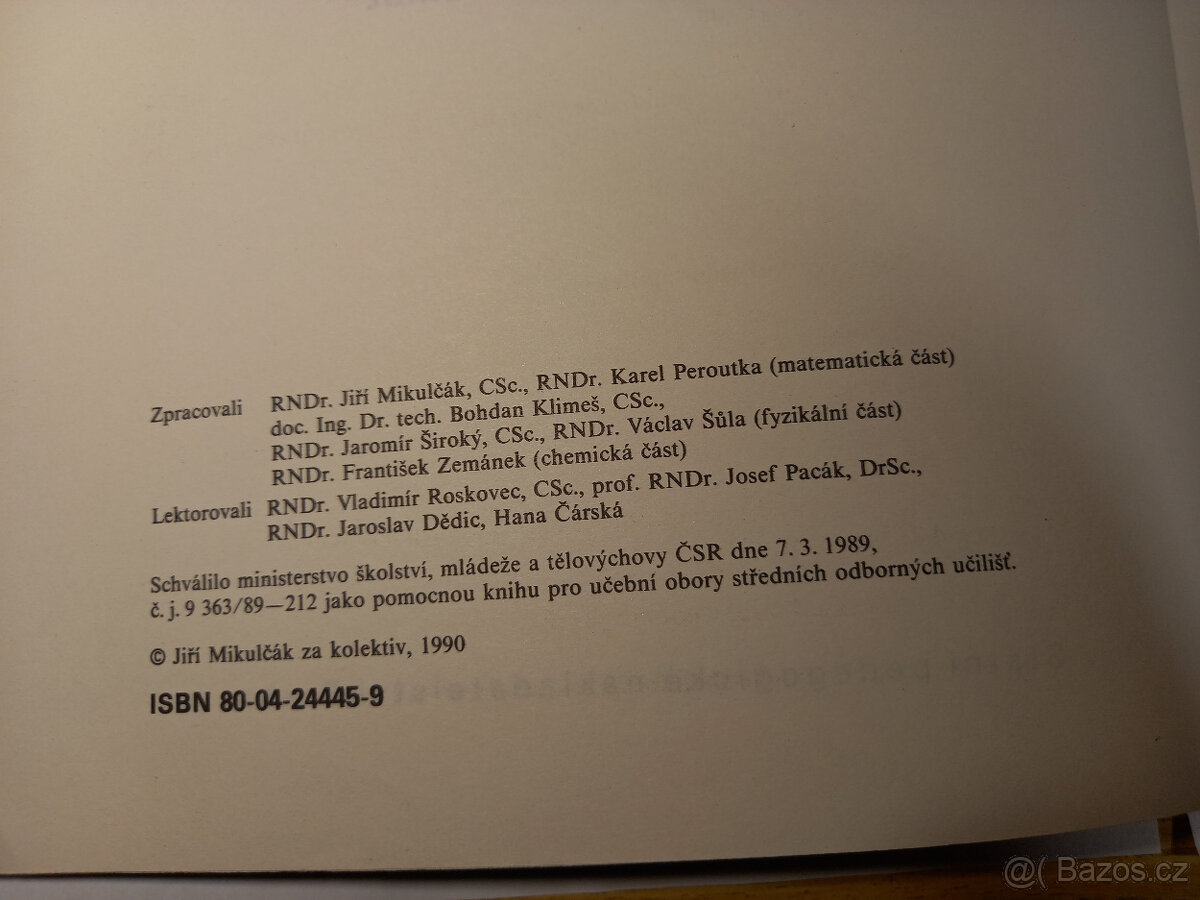 Zpracovali RNDr. Jiří Mikulčák, CSc., RNDr. Karel Peroutka (matematická část)
doc. Ing. Dr. tech. Bohdan Klimeš, CSc.,
RNDr. Jaromír Široký, CSc., RNDr. Václav Šůla (fyzikální část)
RNDr. František Zemánek (chemická část)
Lektorovali RNDr. Vladimír Roskovec, CSc., prof. RNDr. Josef Pacák, DrSc.,
RNDr. Jaroslav Dědic, Hana Čárská
Schválilo ministerstvo školství, mládeže a tělovýchovy ČSR dne 7. 3. 1989,
č. j. 9 363/89—212 jako pomocnou knihu pro učební obory středních odborných učilišť.
© Jiří Mikulčák za kolektiv, 1990
ISBN 80-04-24445-9
@( Bazos.cz